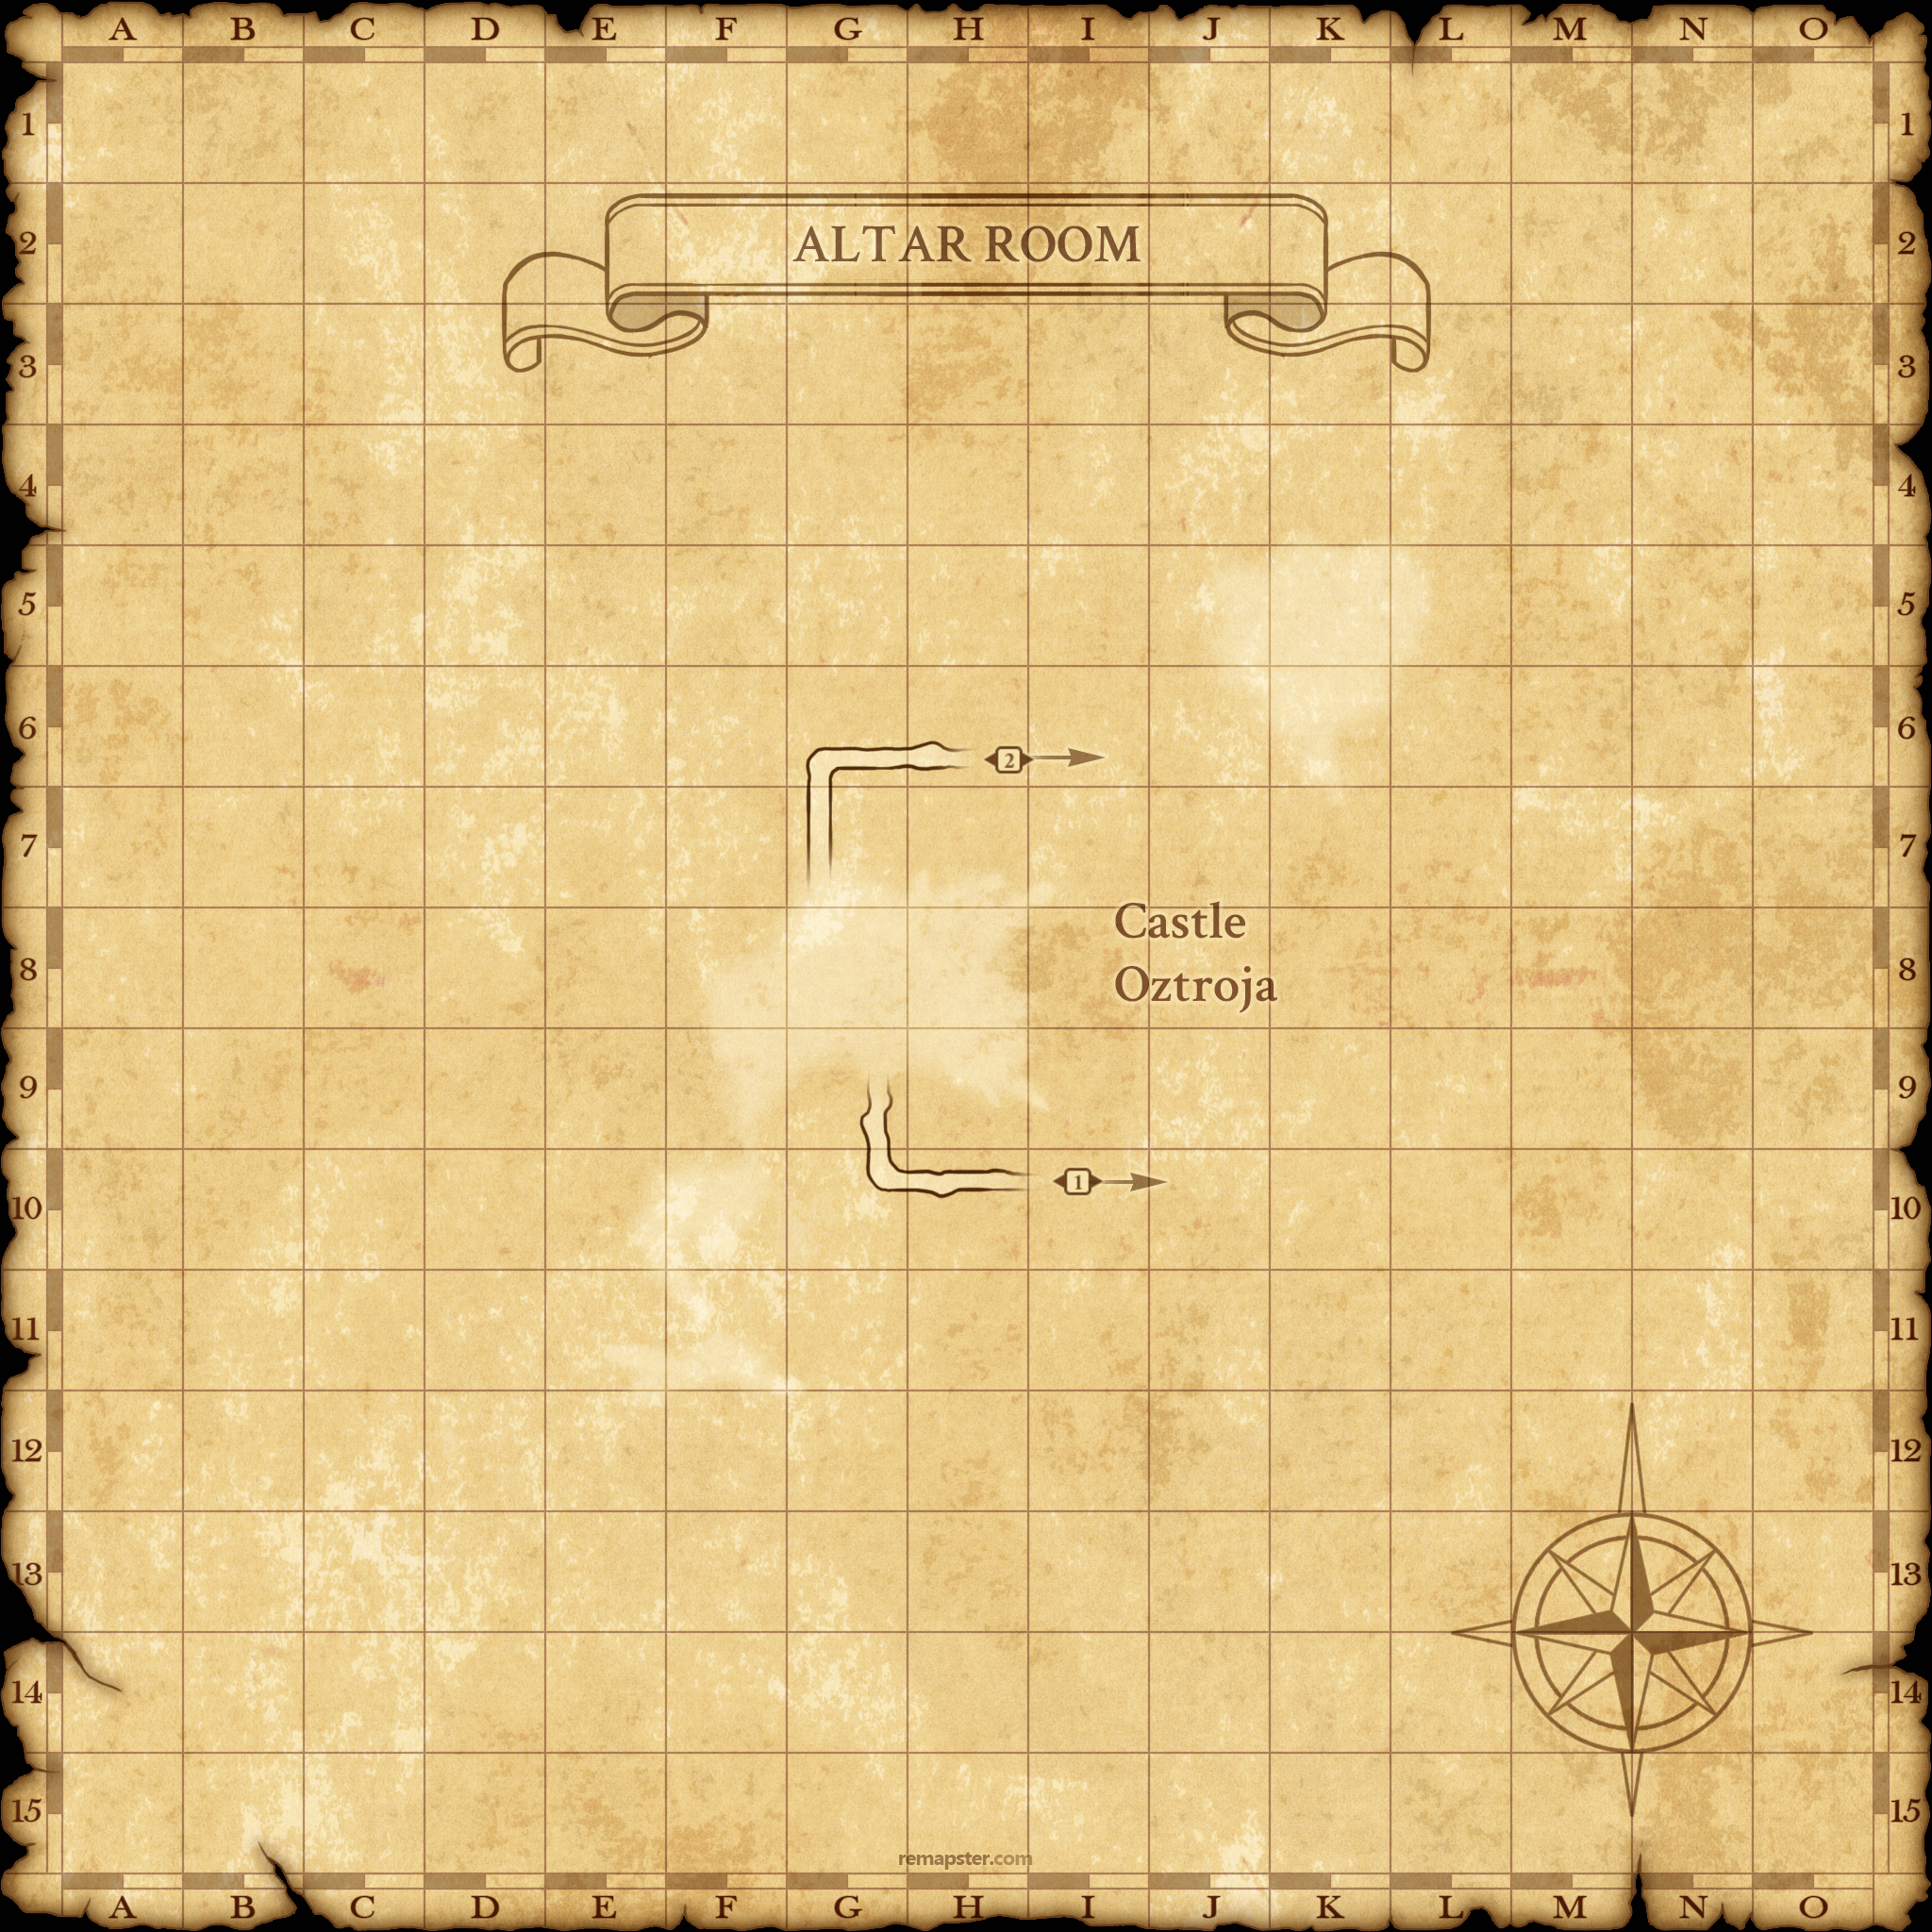 A B C D E F G H I J K L M N O
1 1
ALTAR ROOM
2 2
3 3
4 4
5 5
6 6
2
7 7
Castle
8 8
Oztroja
9 9
1
10 10
11 11
12 12
13 13
14 14
15 15
remapster.com
A B C D E F G H I J K L M N O